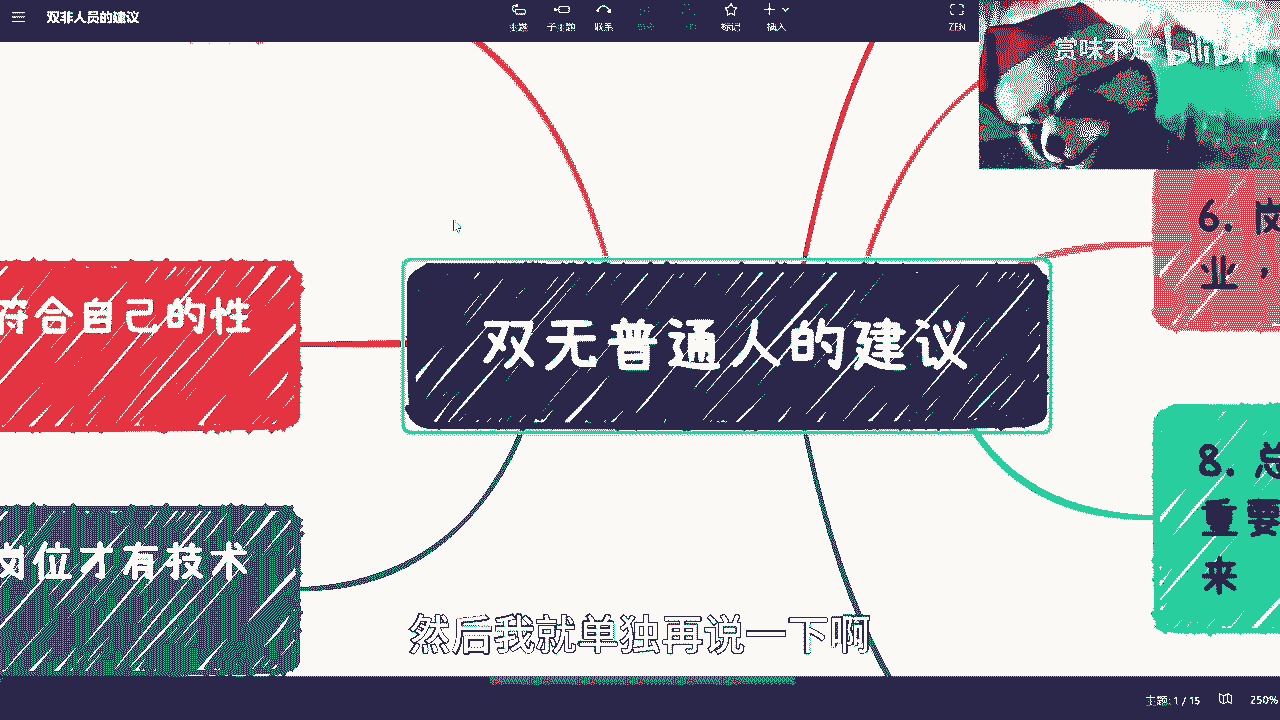 双非人员的建议
主题
子主题
联系
标记
插入
ZEN
赏味不足 bilibili
符合自己的性
双无普通人的建议
6. 岗
业，
岗位才有技术
8. 总
重要
来
然后我就单独再说一下啊
主题: 1 / 15
250%